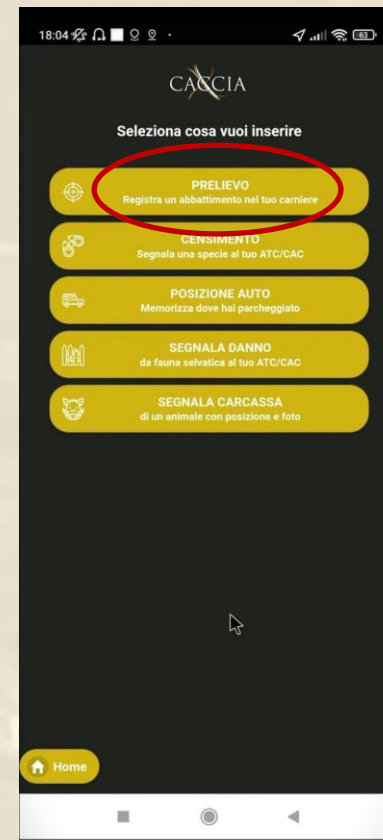 18:04
63
CACCIA
Seleziona cosa vuoi inserire
PRELIEVO
Registra un abbattimento nel tuo carniere
CENSIMENTO
Segnala una specie al tuo ATC/CAC
POSIZIONE AUTO
Memorizza dove hai parcheggiato
SEGNALA DANNO
da fauna selvatica al tuo ATC/CAC
SEGNALA CARCASSA
di un animale con posizione e foto
Home